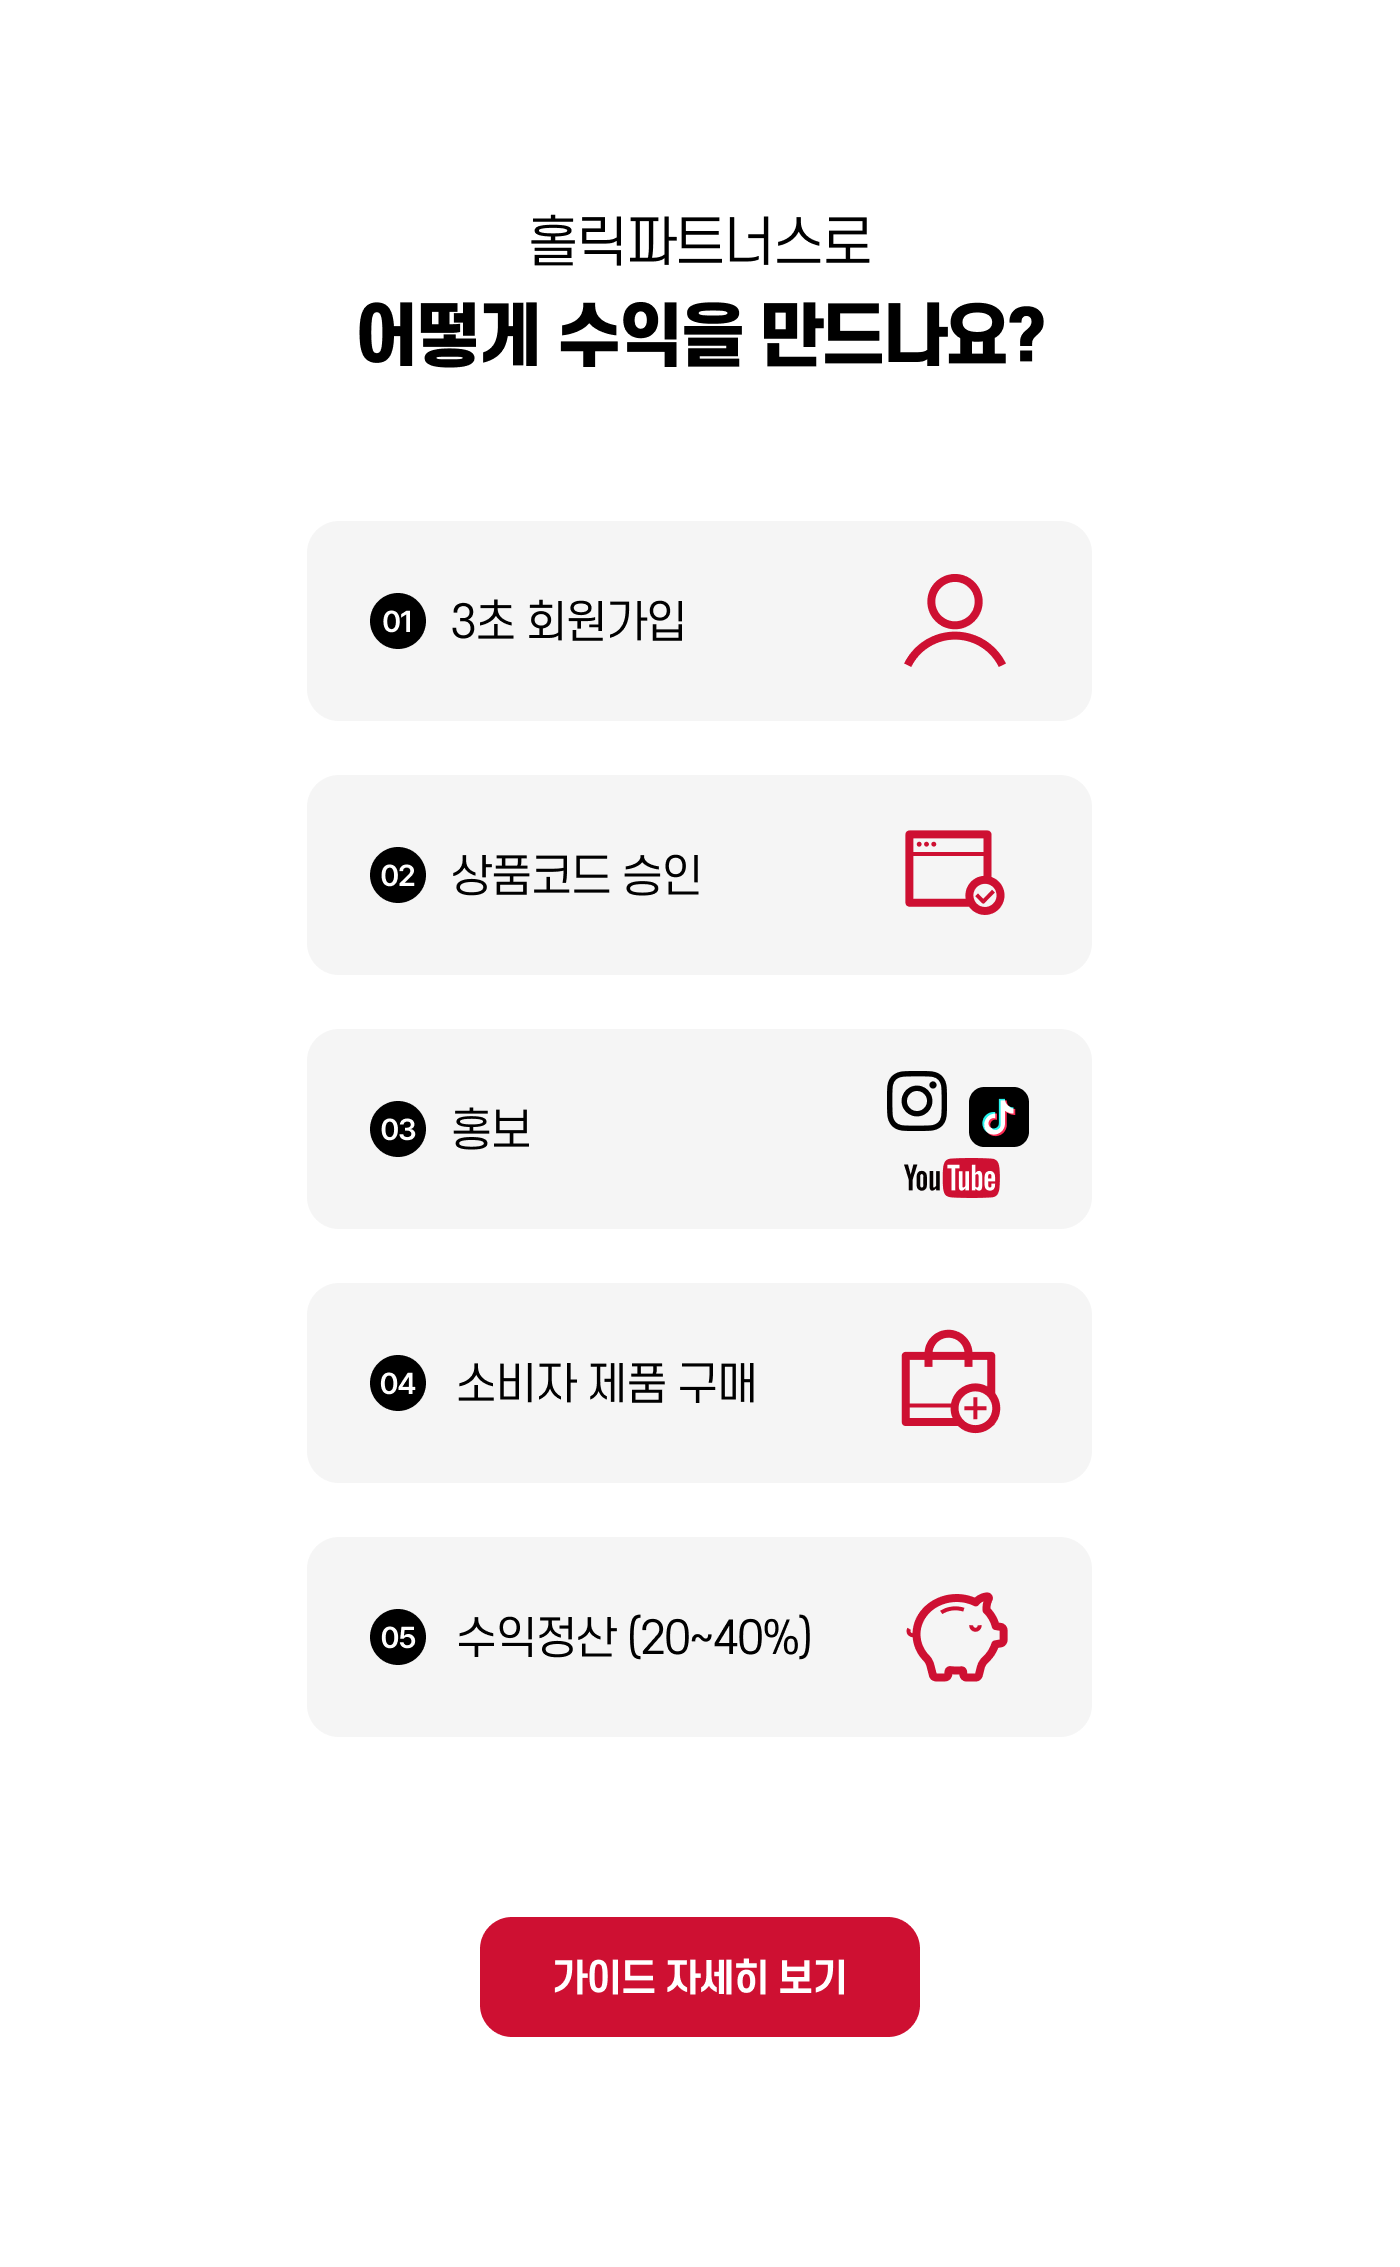 홀릭파트너스로
어떻게 수익을 만드나요?
01 3초 회원가입
02 상품코드 승인
03 홍보
YouTube
04 소비자 제품 구매
05 수익정산 (20~40%)
가이드 자세히 보기